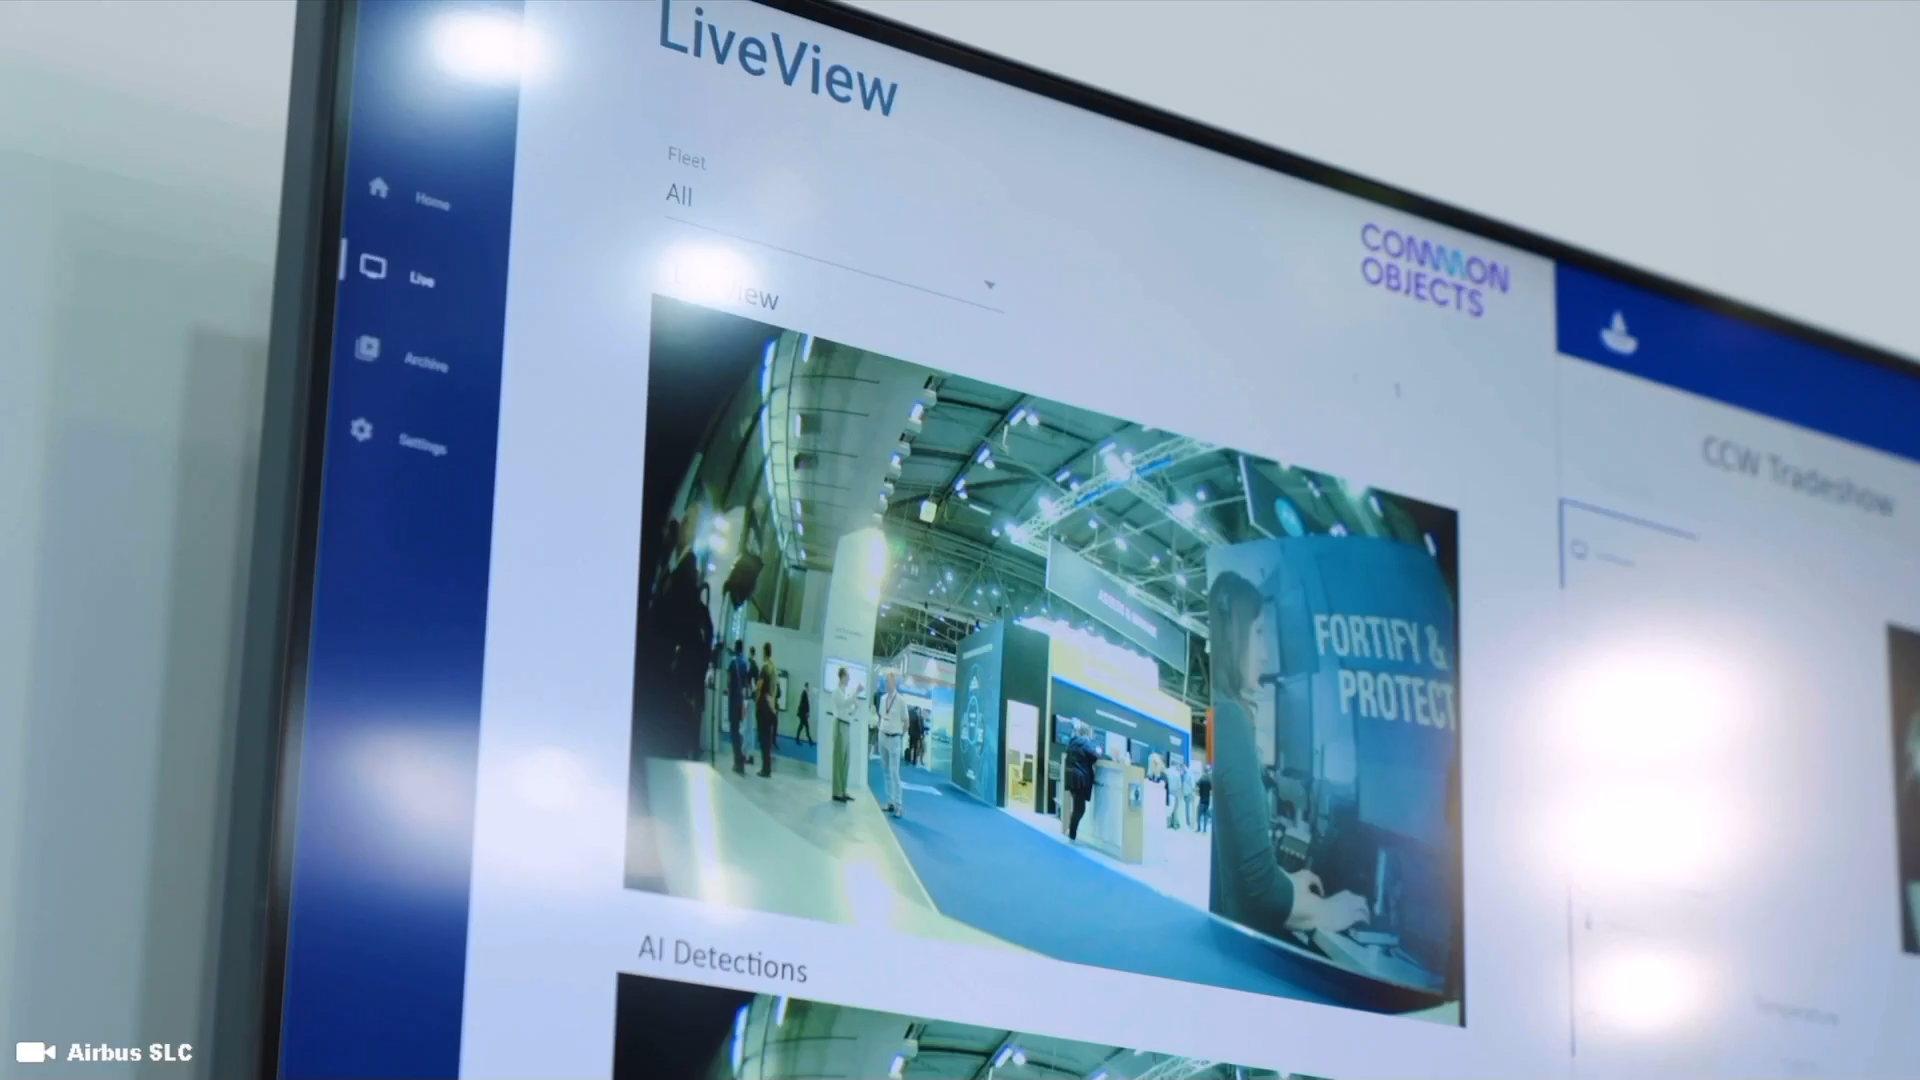 LiveView
Fleet
All
COMMON
OBJECTS
Home
Live
Archive
Settings
CCW Tradeshow
FORTIFY &
PROTECT
AI Detections
Airbus SLC